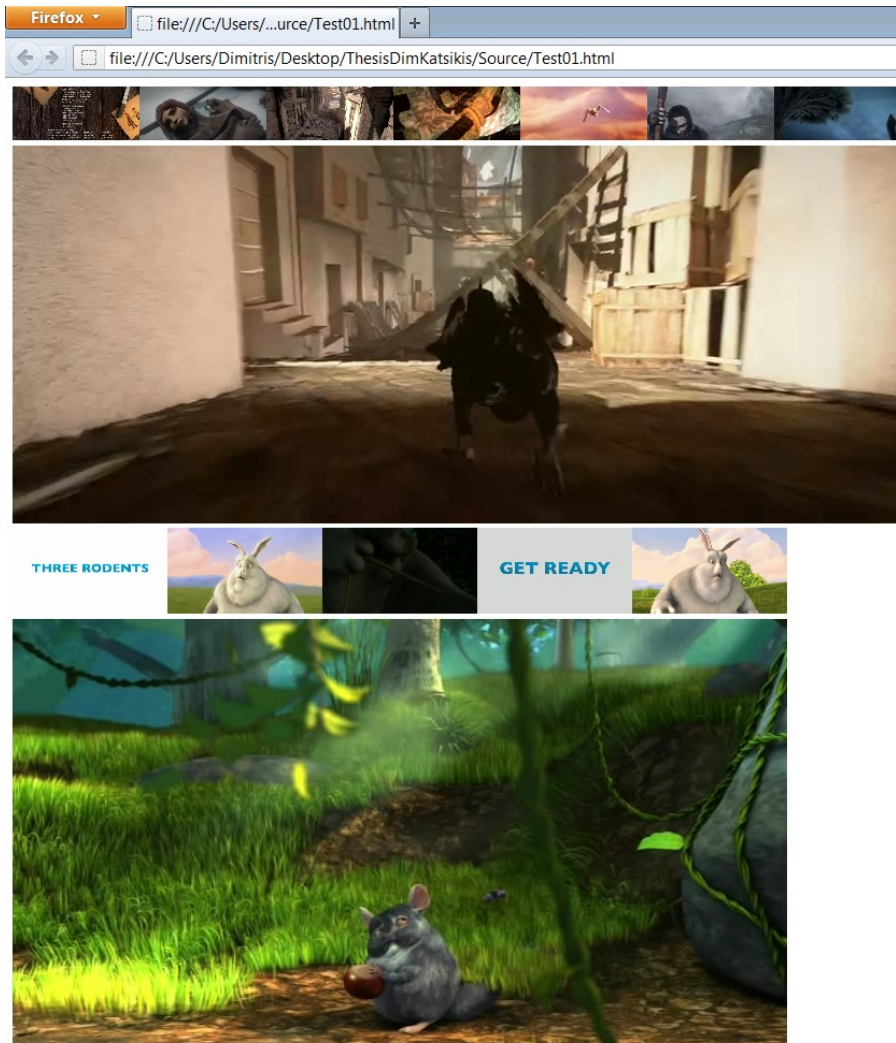 Firefox
file:///C:/Users/...urce/Test01.html
+
file:///C:/Users/Dimitris/Desktop/ThesisDimKatsikis/Source/Test01.html
THREE RODENTS
GET READY